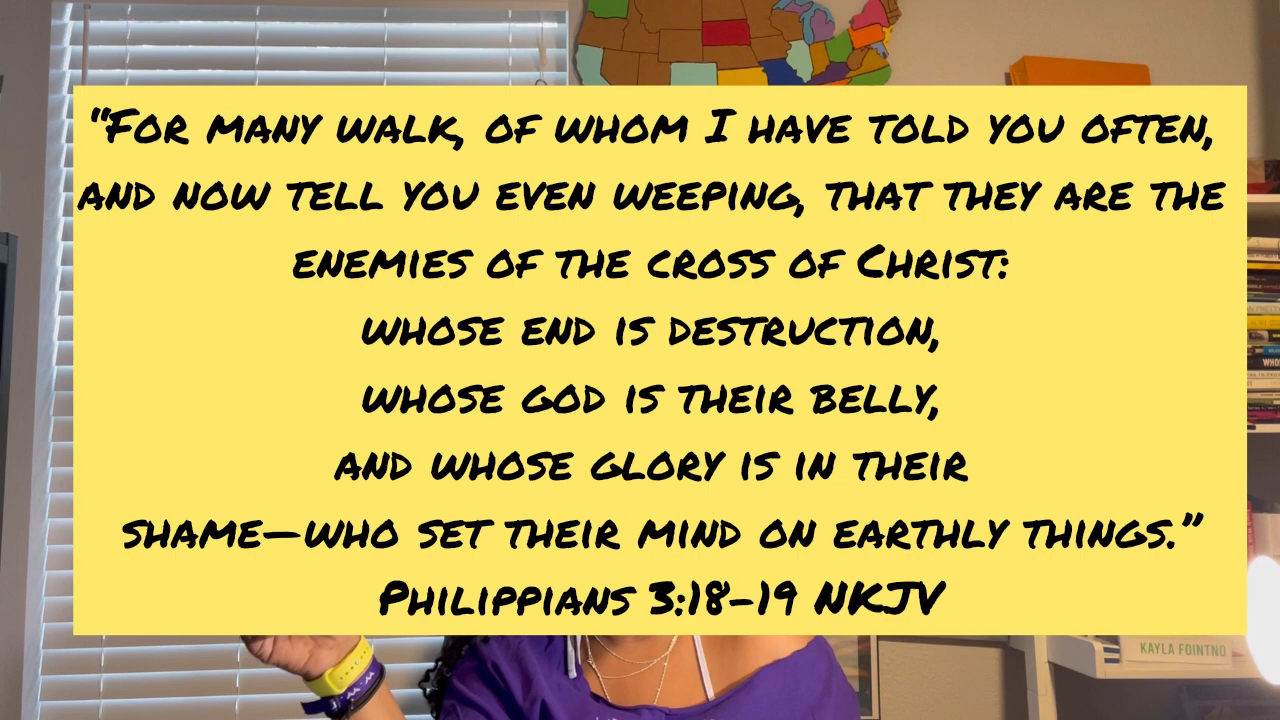 “For many walk, of whom I have told you often,
and now tell you even weeping, that they are the
enemies of the cross of Christ:
whose end is destruction,
whose god is their belly,
and whose glory is in their
shame—who set their mind on earthly things.”
Philippians 3:18-19 NKJV
KAYLA FOINTNO